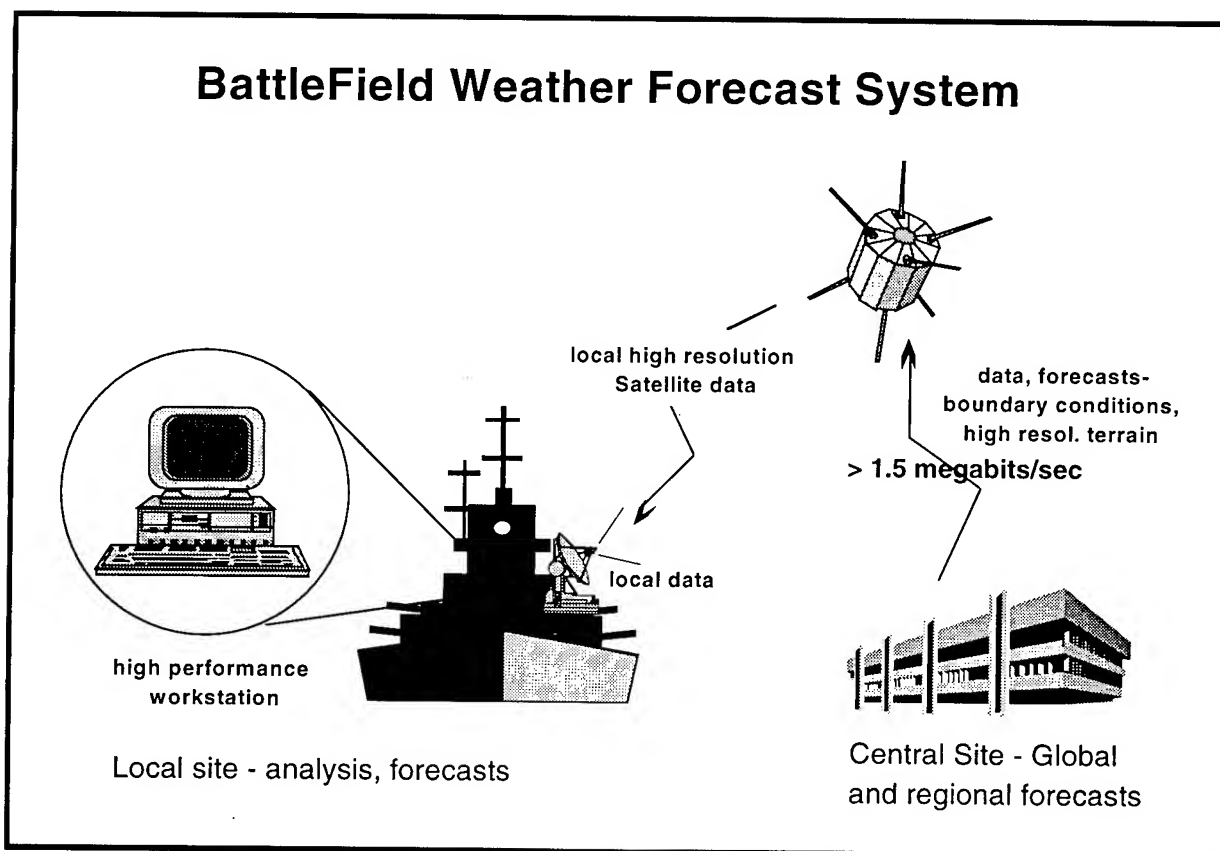 BattleField Weather Forecast System
local high resolution
Satellite data
data, forecasts-
boundary conditions,
high resol. terrain
> 1.5 megabits/sec
local data
high performance
workstation
Local site - analysis, forecasts
Central Site - Global
and regional forecasts